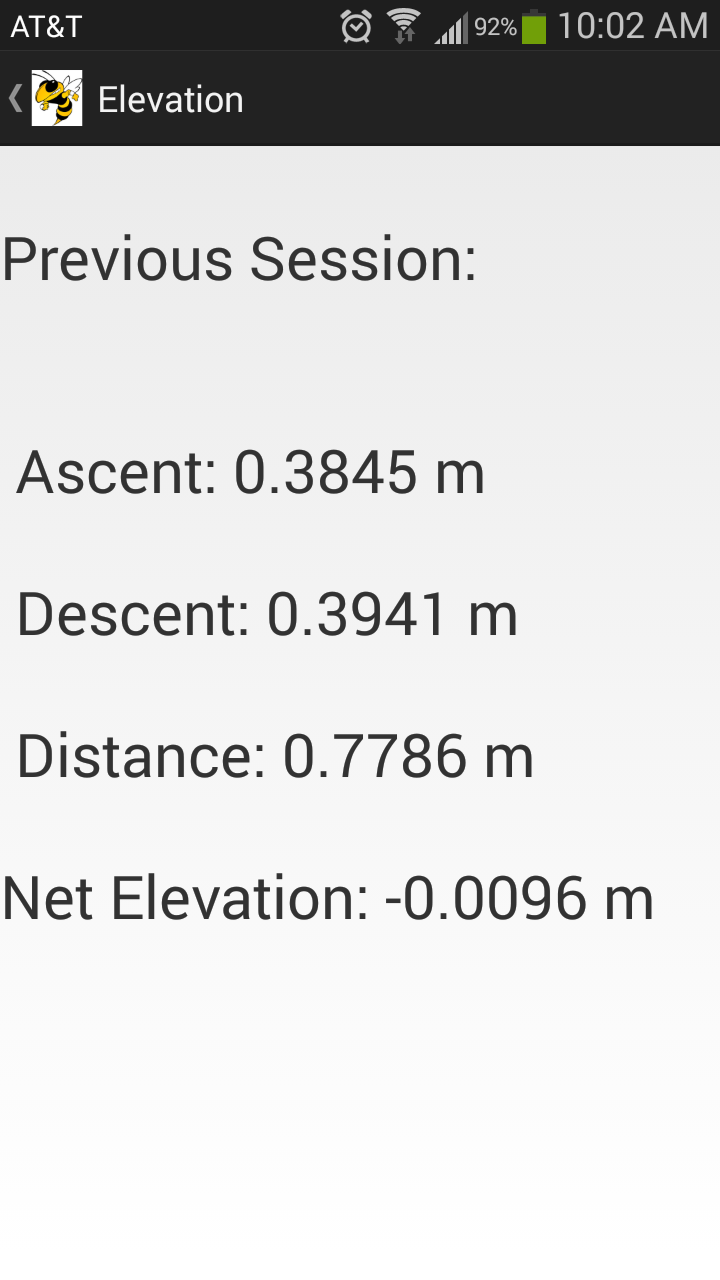 AT&T 92% 10:02 AM
Elevation
Previous Session:
Ascent: 0.3845 m
Descent: 0.3941 m
Distance: 0.7786 m
Net Elevation: -0.0096 m